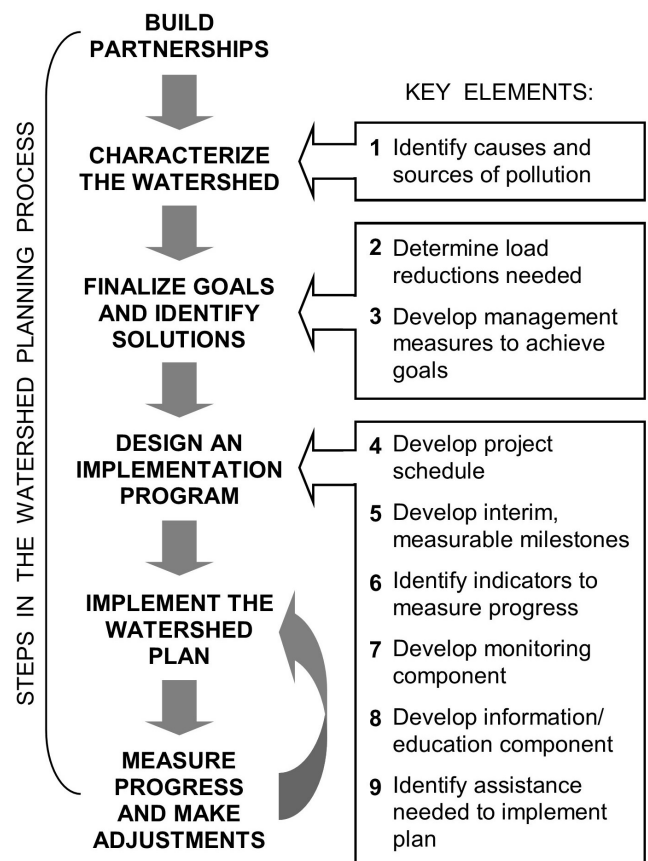 BUILD
PARTNERSHIPS
CHARACTERIZE
THE WATERSHED
FINALIZE GOALS
AND IDENTIFY
SOLUTIONS
DESIGN AN
IMPLEMENTATION
PROGRAM
IMPLEMENT THE
WATERSHED
PLAN
MEASURE
PROGRESS
AND MAKE
ADJUSTMENTS
STEPS IN THE WATERSHED PLANNING PROCESS
KEY ELEMENTS:
1 Identify causes and
sources of pollution
2 Determine load
reductions needed
3 Develop management
measures to achieve
goals
4 Develop project
schedule
5 Develop interim,
measurable milestones
6 Identify indicators to
measure progress
7 Develop monitoring
component
8 Develop information/
education component
9 Identify assistance
needed to implement
plan